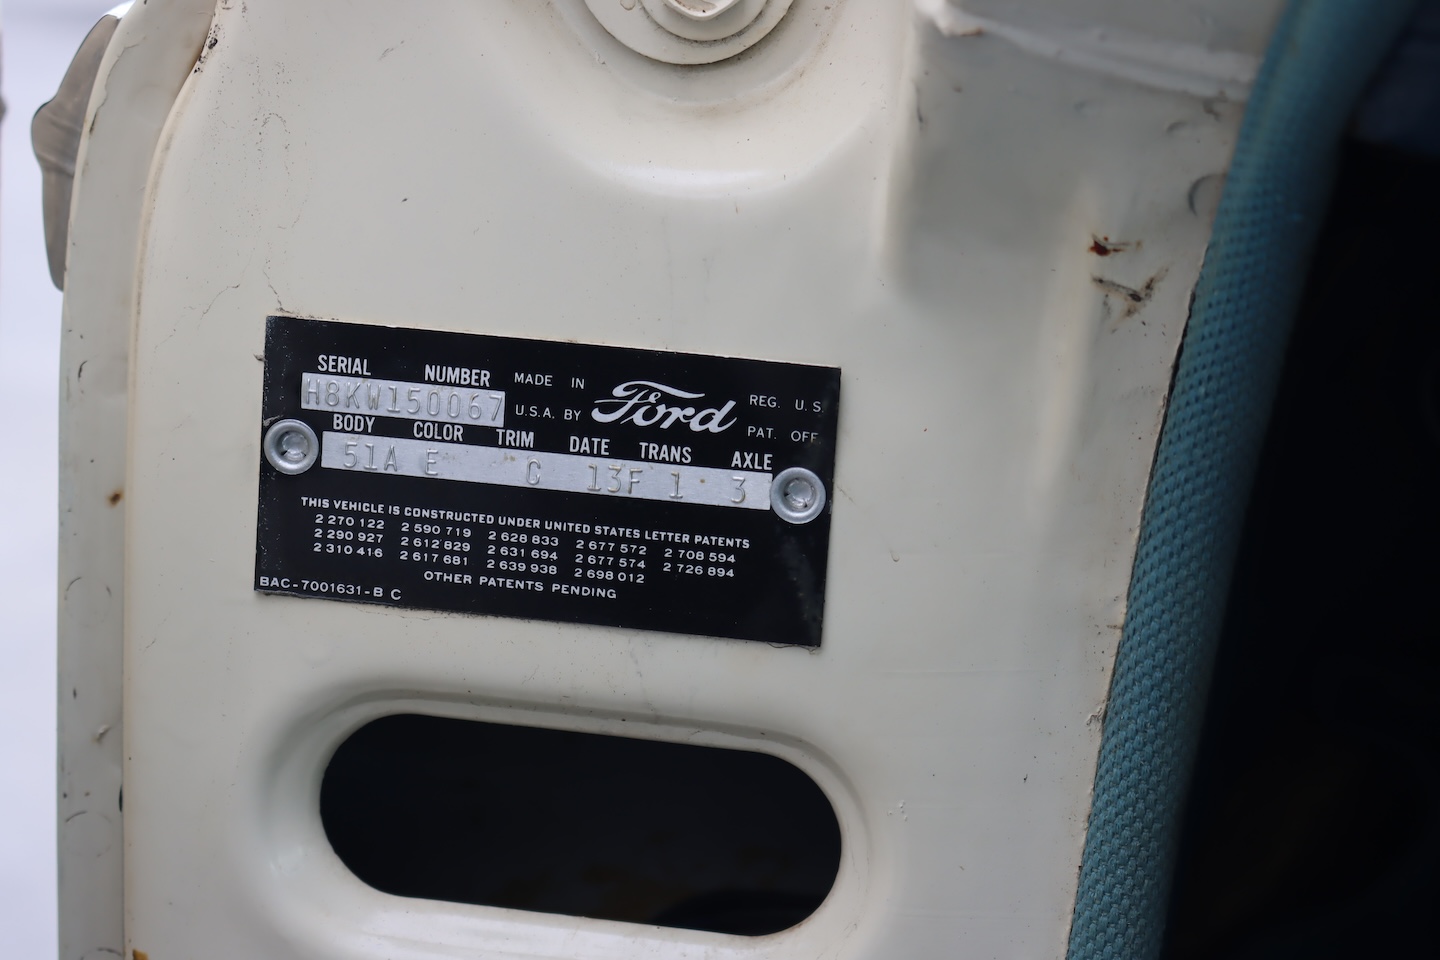 SERIAL NUMBER MADE IN Ford REG. U.S.
H8KW150067 U.S.A. BY PAT. OFF.
BODY COLOR TRIM DATE TRANS AXLE
51A E G 13F 1 3
THIS VEHICLE IS CONSTRUCTED UNDER UNITED STATES LETTER PATENTS
2 270 122 2 590 719 2 628 833 2 677 572 2 708 594
2 290 927 2 612 829 2 631 694 2 677 574 2 726 894
2 310 416 2 617 681 2 639 938 2 698 012
OTHER PATENTS PENDING
BAC-7001631-B C